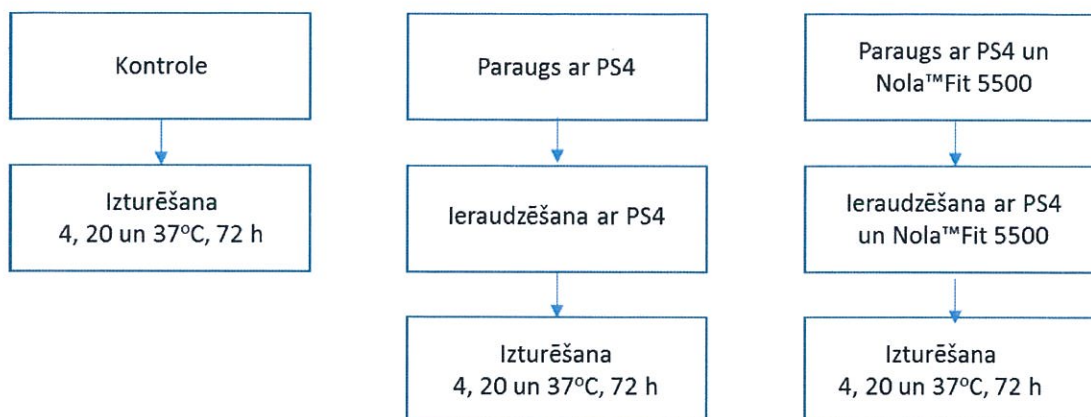 Kontrole
Izturēšana
4, 20 un 37°C, 72 h
Paraugs ar PS4
Ieraudzēšana ar PS4
Izturēšana
4, 20 un 37°C, 72 h
Paraugs ar PS4 un
Nola™Fit 5500
Ieraudzēšana ar PS4
un Nola™Fit 5500
Izturēšana
4, 20 un 37°C, 72 h